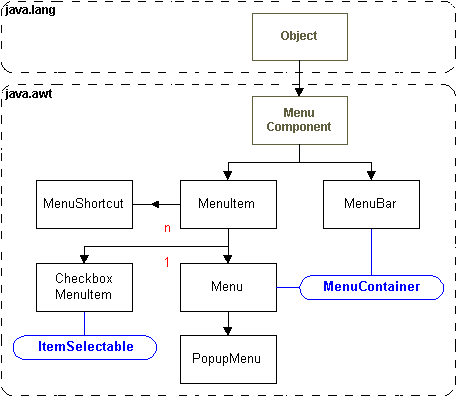 java.lang
Object
java.awt
Menu
Component
MenuShortcut
MenuItem
MenuBar
n
1
Checkbox
MenuItem
Menu
MenuContainer
ItemSelectable
PopupMenu